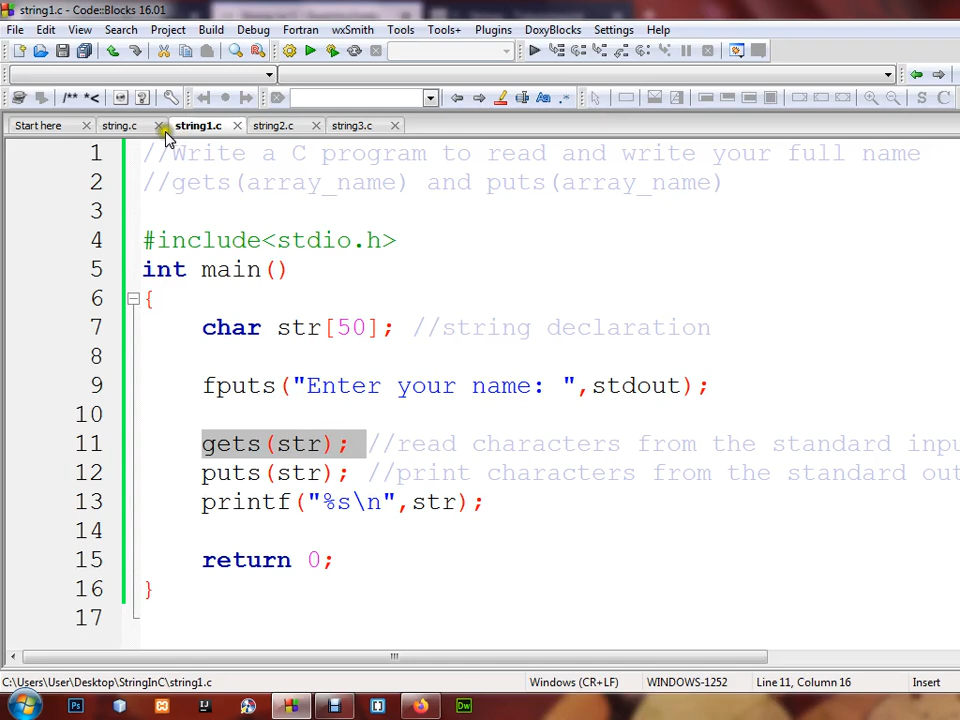 string1.c - Code::Blocks 16.01
File Edit View Search Project Build Debug Fortran wxSmith Tools Tools+ Plugins DoxyBlocks Settings Help
/** *< .* S C
Start here string.c string1.c string2.c string3.c
1 //Write a C program to read and write your full name
2 //gets(array_name) and puts(array_name)
3
4 #include<stdio.h>
5 int main()
6 {
7 char str[50]; //string declaration
8
9 fputs("Enter your name: ",stdout);
10
11 gets(str); //read characters from the standard inpu
12 puts(str); //print characters from the standard out
13 printf("%s\n",str);
14
15 return 0;
16 }
17
C:\Users\User\Desktop\StringInC\string1.c Windows (CR+LF) WINDOWS-1252 Line 11, Column 16 Insert
Ps IJ Dw